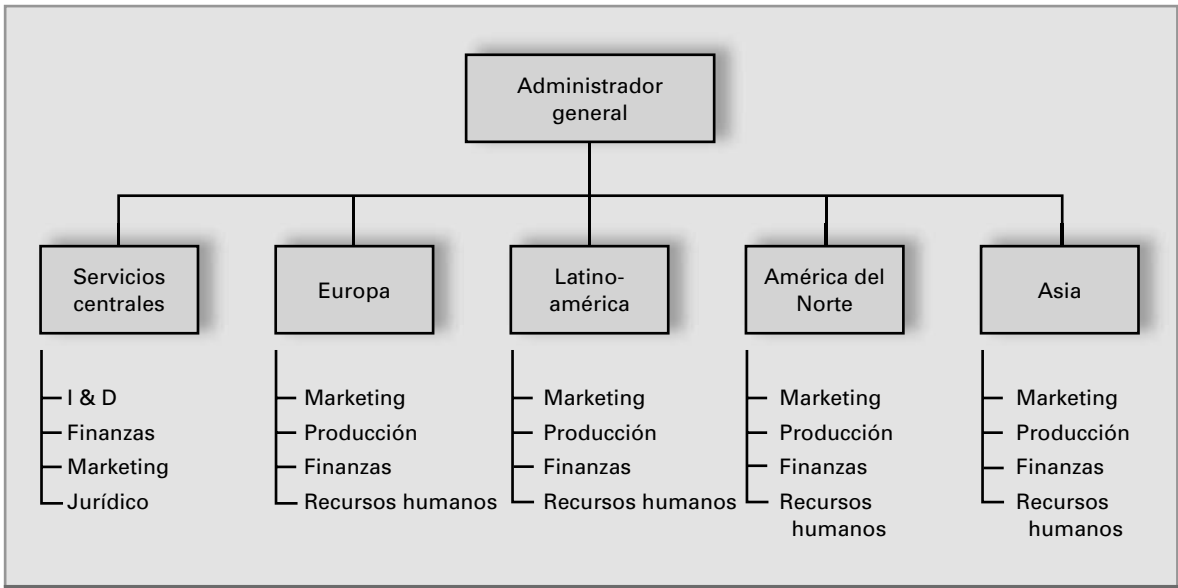 Administrador
general
Servicios
centrales
Europa
Latino-
américa
América del
Norte
Asia
I & D
Finanzas
Marketing
Jurídico
Marketing
Producción
Finanzas
Recursos humanos
Marketing
Producción
Finanzas
Recursos humanos
Marketing
Producción
Finanzas
Recursos
humanos
Marketing
Producción
Finanzas
Recursos
humanos